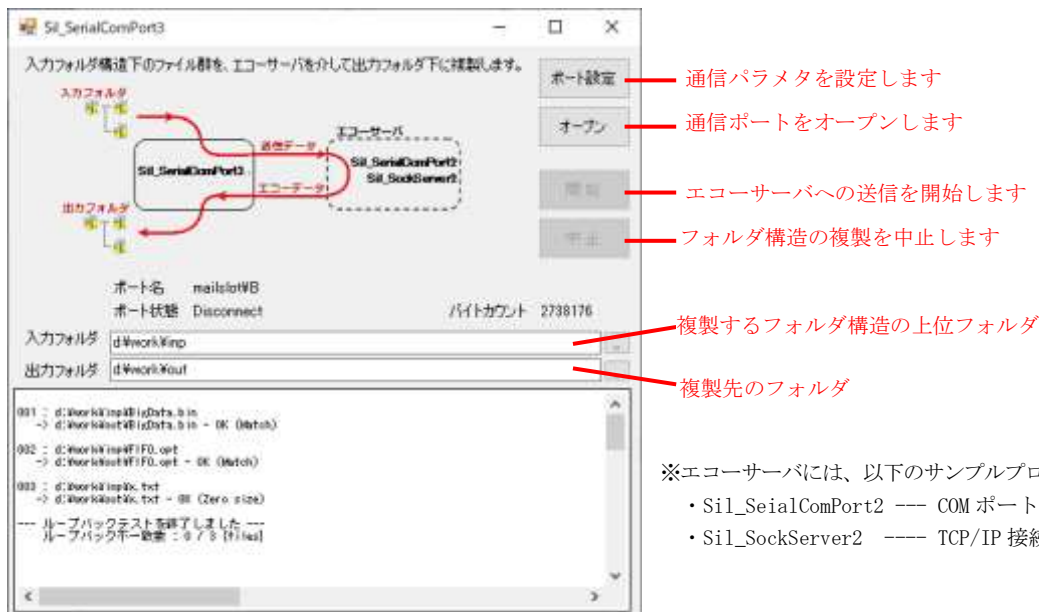 Sil_SerialComPort3
入力フォルダ構造下のファイル群を、エコーサーバを介して出力フォルダ下に複製します。
ポート設定
通信パラメタを設定します
入力フォルダ
オープン
通信ポートをオープンします
エコーサーバ
送信データ
Sil_SerialComPort3
Sil_SerialComPort2
Sil_SockServer2
エコーデータ
開始
エコーサーバへの送信を開始します
出力フォルダ
中止
フォルダ構造の複製を中止します
ポート名 mailslot¥B
ポート状態 Disconnect
バイトカウント 2738176
入力フォルダ d:¥work¥inp
複製するフォルダ構造の上位フォルダ
出力フォルダ d:¥work¥out
複製先のフォルダ
001 : d:¥work¥inp¥BigData.bin
-> d:¥work¥out¥BigData.bin - OK (Match)
002 : d:¥work¥inp¥FIFO.opt
-> d:¥work¥out¥FIFO.opt - OK (Match)
003 : d:¥work¥inp¥x.txt
-> d:¥work¥out¥x.txt - OK (Zero size)
--- ループバックテストを終了しました ---
※エコーサーバには、以下のサンプルプロ
・Sil_SeialComPort2 --- COM ポート
・Sil_SockServer2 ---- TCP/IP 接続